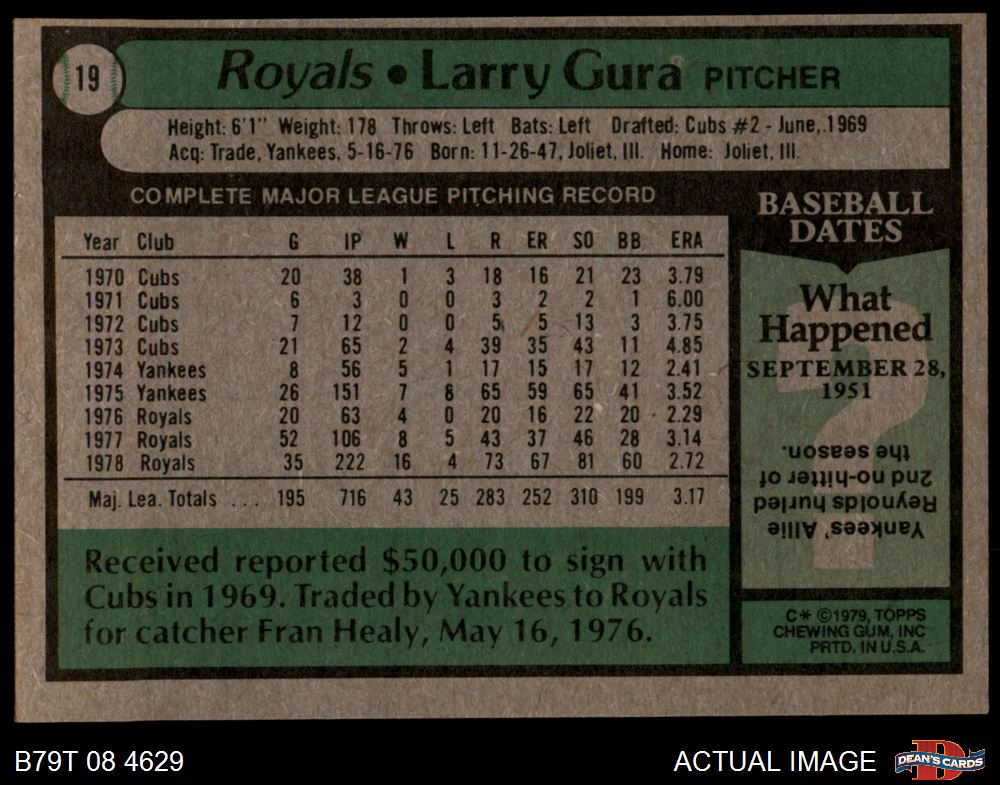 19
Royals • Larry Gura PITCHER
Height: 6'1" Weight: 178 Throws: Left Bats: Left Drafted: Cubs #2 - June, 1969
Acq: Trade, Yankees, 5-16-76 Born: 11-26-47, Joliet, Ill. Home: Joliet, Ill.
COMPLETE MAJOR LEAGUE PITCHING RECORD
Year Club G IP W L R ER SO BB ERA
1970 Cubs 20 38 1 3 18 16 21 23 3.79
1971 Cubs 6 3 0 0 3 2 2 1 6.00
1972 Cubs 7 12 0 0 5 5 13 3 3.75
1973 Cubs 21 65 2 4 39 35 43 11 4.85
1974 Yankees 8 56 5 1 17 15 17 12 2.41
1975 Yankees 26 151 7 8 65 59 65 41 3.52
1976 Royals 20 63 4 0 20 16 22 20 2.29
1977 Royals 52 106 8 5 43 37 46 28 3.14
1978 Royals 35 222 16 4 73 67 81 60 2.72
Maj. Lea. Totals ... 195 716 43 25 283 252 310 199 3.17
Received reported $50,000 to sign with
Cubs in 1969. Traded by Yankees to Royals
for catcher Fran Healy, May 16, 1976.
BASEBALL
DATES
What
Happened
SEPTEMBER 28,
1951
?
Yankees' Allie
Reynolds hurled
2nd no-hitter of
the season.
C* ©1979, TOPPS
CHEWING GUM, INC
PRTD. IN U.S.A.
B79T 08 4629
ACTUAL IMAGE
DEAN'S CARDS